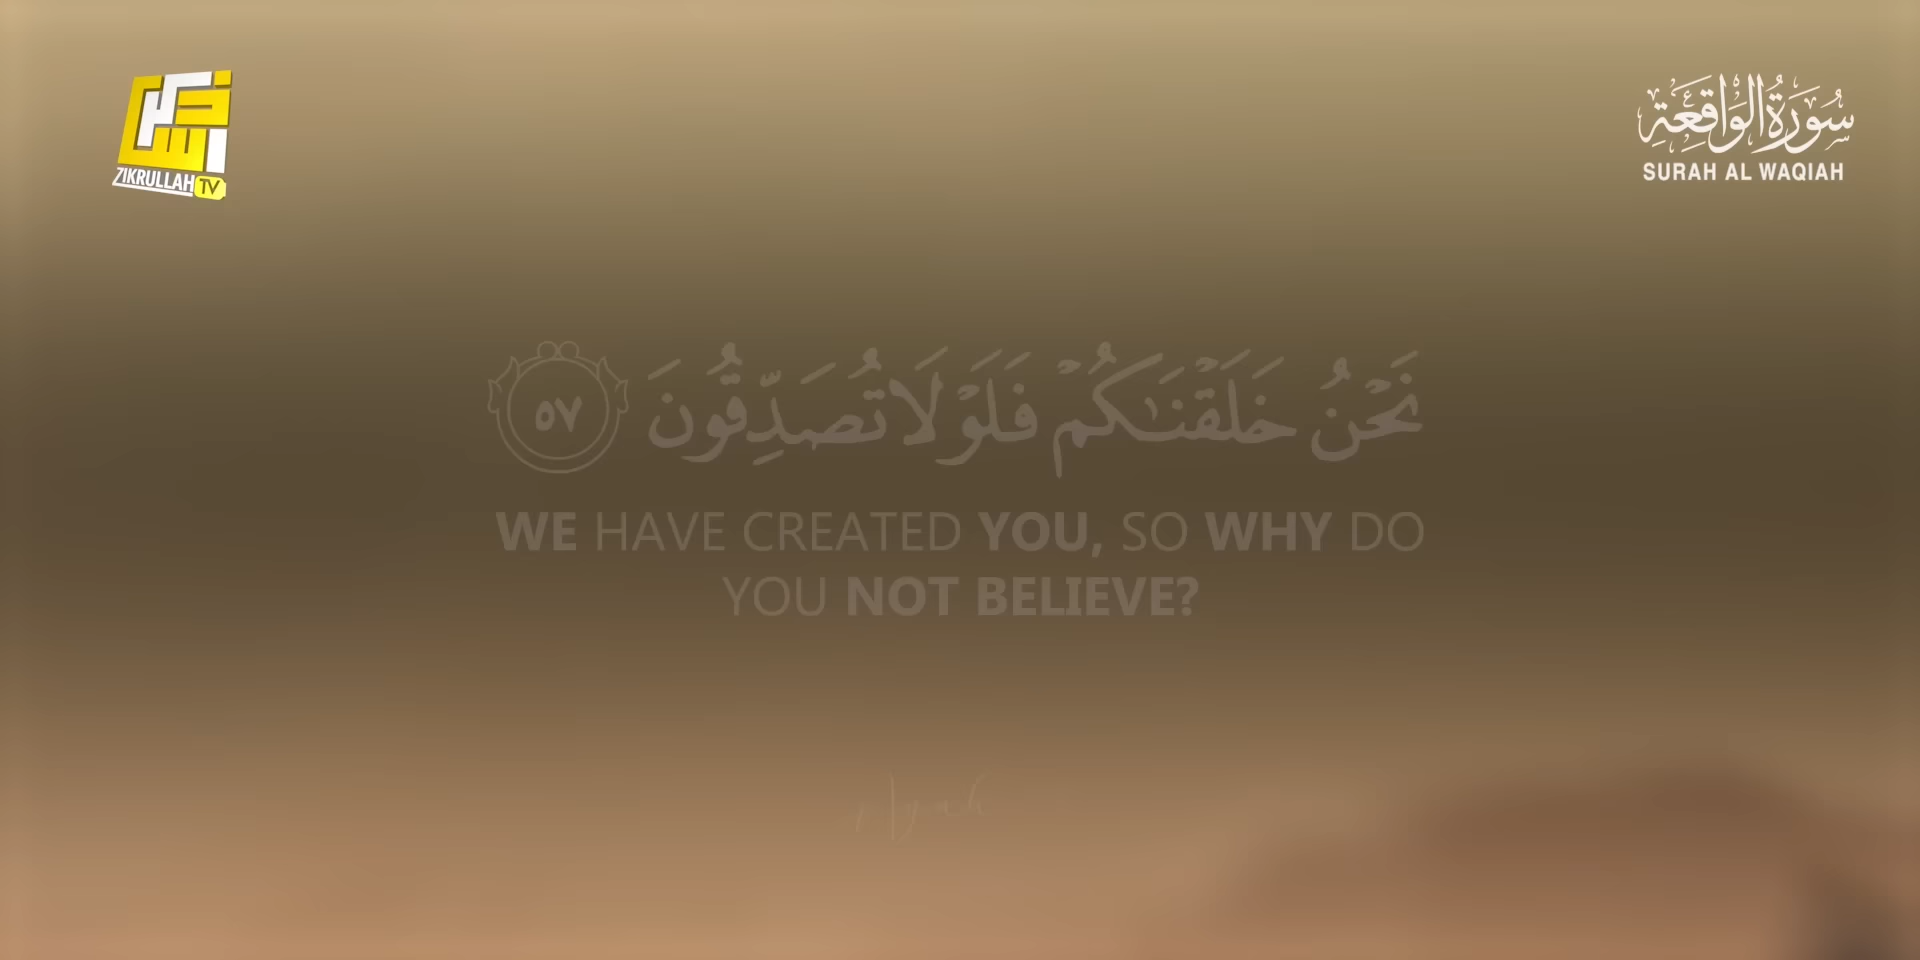 ZIKRULLAH TV
سُورَةُ الْوَاقِعَةِ
SURAH AL WAQIAH
نَحْنُ خَلَقْنَـٰكُمْ فَلَوْلَا تُصَدِّقُونَ ٥٧
WE HAVE CREATED YOU, SO WHY DO
YOU NOT BELIEVE?